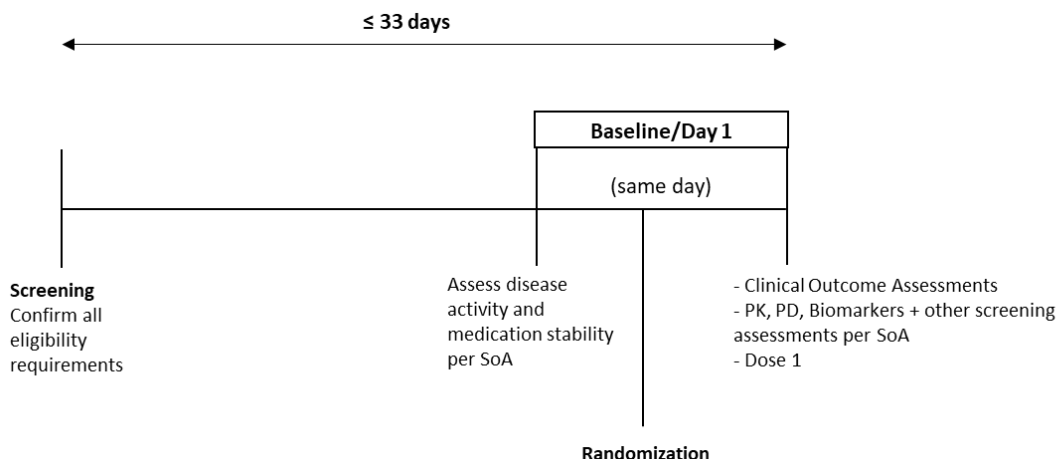 ≤ 33 days
Baseline/Day 1
(same day)
Screening
Confirm all
eligibility
requirements
Assess disease
activity and
medication stability
per SoA
- Clinical Outcome Assessments
- PK, PD, Biomarkers + other screening
assessments per SoA
- Dose 1
Randomization